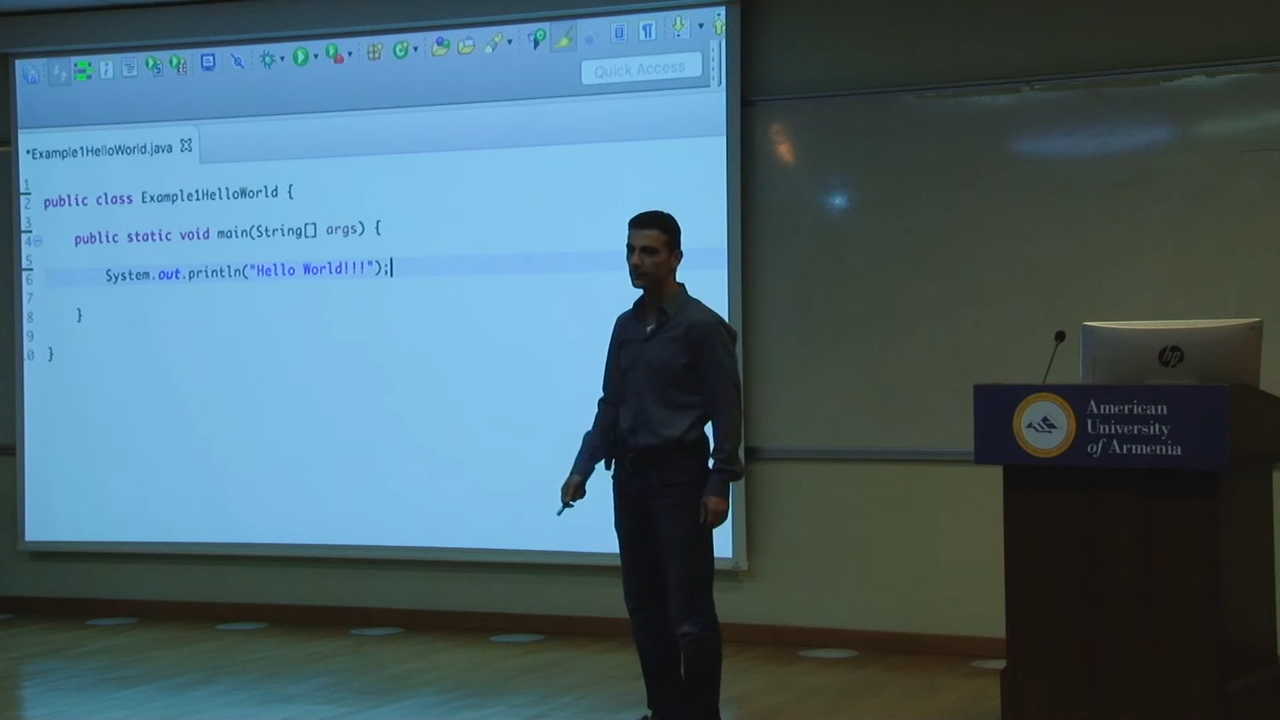 Quick Access
*Example1HelloWorld.java
1
2 public class Example1HelloWorld {
3
4 public static void main(String[] args) {
5
6 System.out.println("Hello World!!!");
7
8 }
9
0 }
hp
American
University
of Armenia